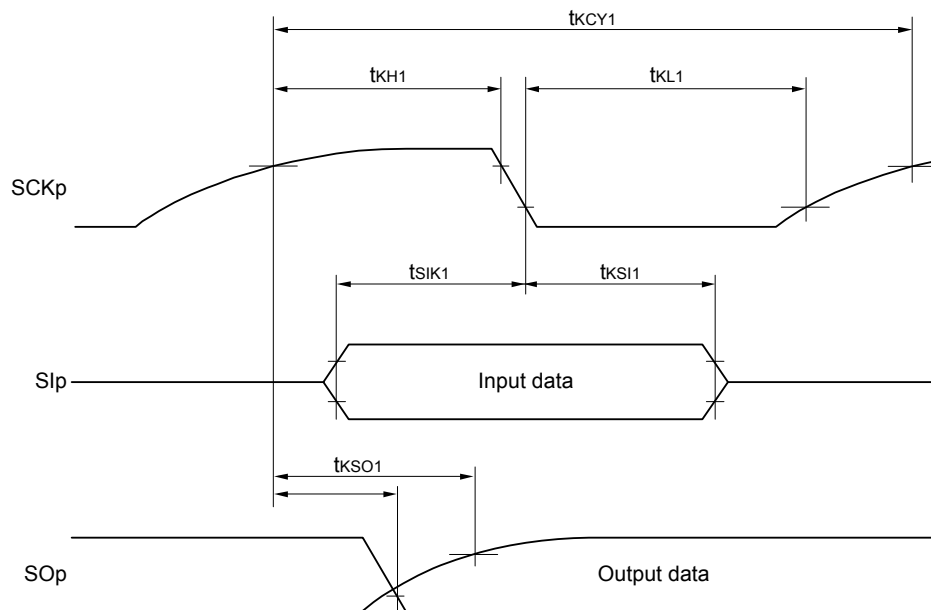 tKCY1
tKH1
tKL1
SCKp
tSIK1
tKSI1
SIp
Input data
tKSO1
SOp
Output data